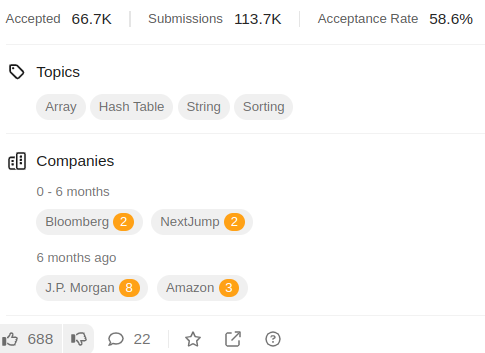 Accepted 66.7K Submissions 113.7K Acceptance Rate 58.6%
Topics
Array Hash Table String Sorting
Companies
0 - 6 months
Bloomberg 2 NextJump 2
6 months ago
J.P. Morgan 8 Amazon 3
688 22